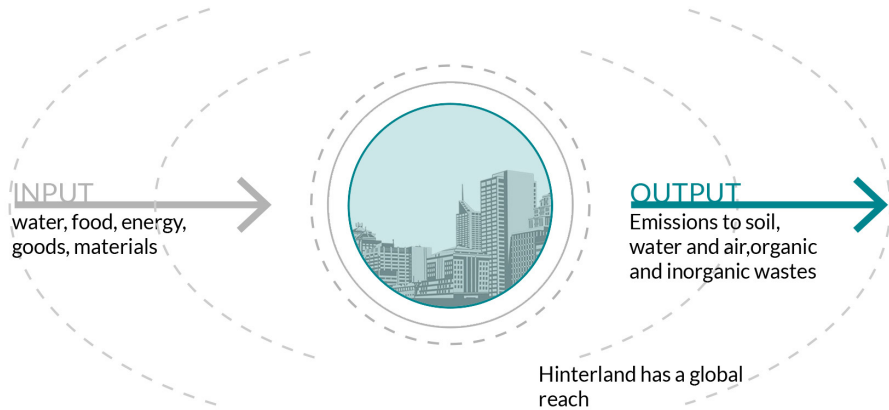 INPUT
water, food, energy,
goods, materials
OUTPUT
Emissions to soil,
water and air,organic
and inorganic wastes
Hinterland has a global
reach